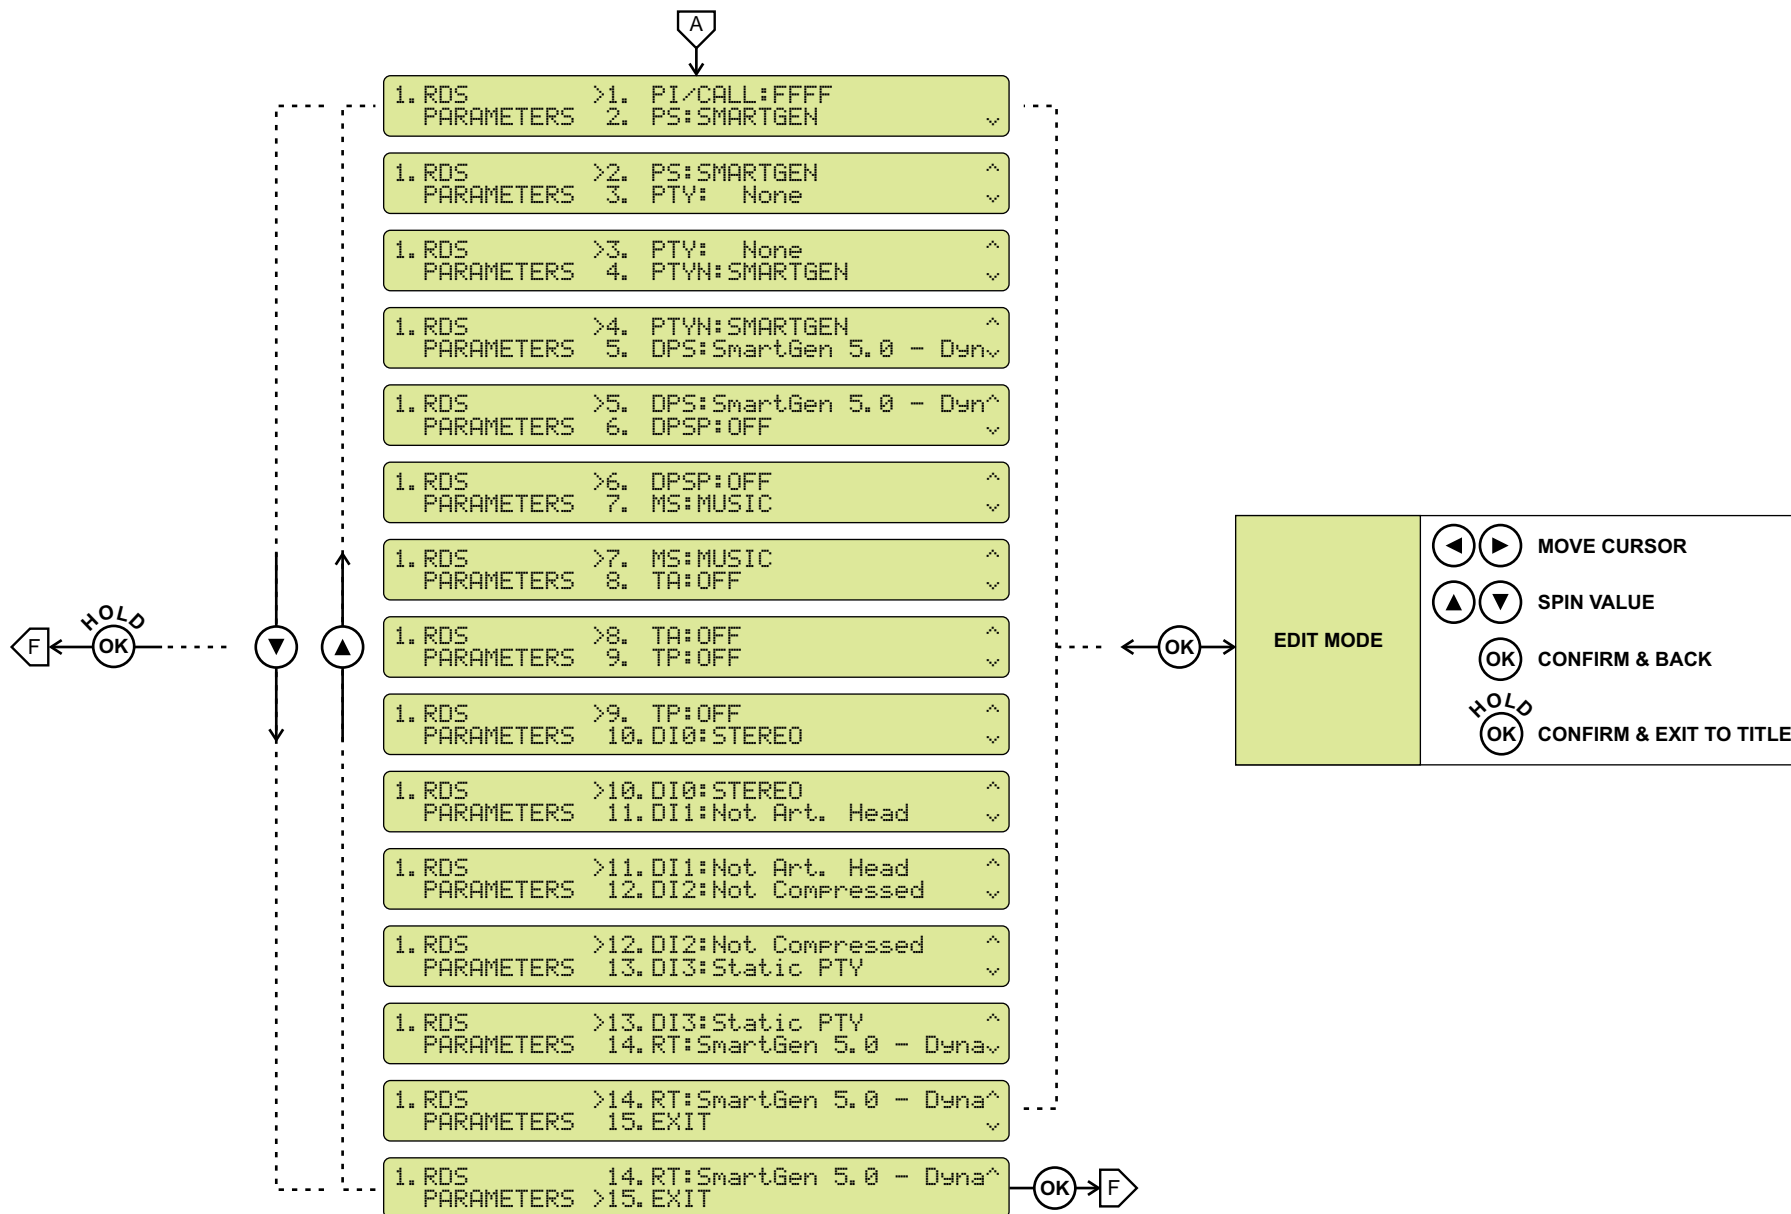 A
1. RDS >1. PI/CALL:FFFF
PARAMETERS 2. PS:SMARTGEN
1. RDS >2. PS:SMARTGEN ^
PARAMETERS 3. PTY: None
1. RDS >3. PTY: None ^
PARAMETERS 4. PTYN:SMARTGEN
1. RDS >4. PTYN:SMARTGEN ^
PARAMETERS 5. DPS:SmartGen 5.0 - Dyn
1. RDS >5. DPS:SmartGen 5.0 - Dyn^
PARAMETERS 6. DPSP:OFF
1. RDS >6. DPSP:OFF ^
PARAMETERS 7. MS:MUSIC
1. RDS >7. MS:MUSIC ^
PARAMETERS 8. TA:OFF
1. RDS >8. TA:OFF ^
PARAMETERS 9. TP:OFF
1. RDS >9. TP:OFF ^
PARAMETERS 10.DI0:STEREO
1. RDS >10.DI0:STEREO ^
PARAMETERS 11.DI1:Not Art. Head
1. RDS >11.DI1:Not Art. Head ^
PARAMETERS 12.DI2:Not Compressed
1. RDS >12.DI2:Not Compressed ^
PARAMETERS 13.DI3:Static PTY
1. RDS >13.DI3:Static PTY ^
PARAMETERS 14.RT:SmartGen 5.0 - Dyna
1. RDS >14.RT:SmartGen 5.0 - Dyna^
PARAMETERS 15.EXIT
1. RDS 14.RT:SmartGen 5.0 - Dyna^
PARAMETERS >15.EXIT
OK
F
F
HOLD
OK
OK
EDIT MODE
MOVE CURSOR
SPIN VALUE
OK CONFIRM & BACK
HOLD
OK CONFIRM & EXIT TO TITLE